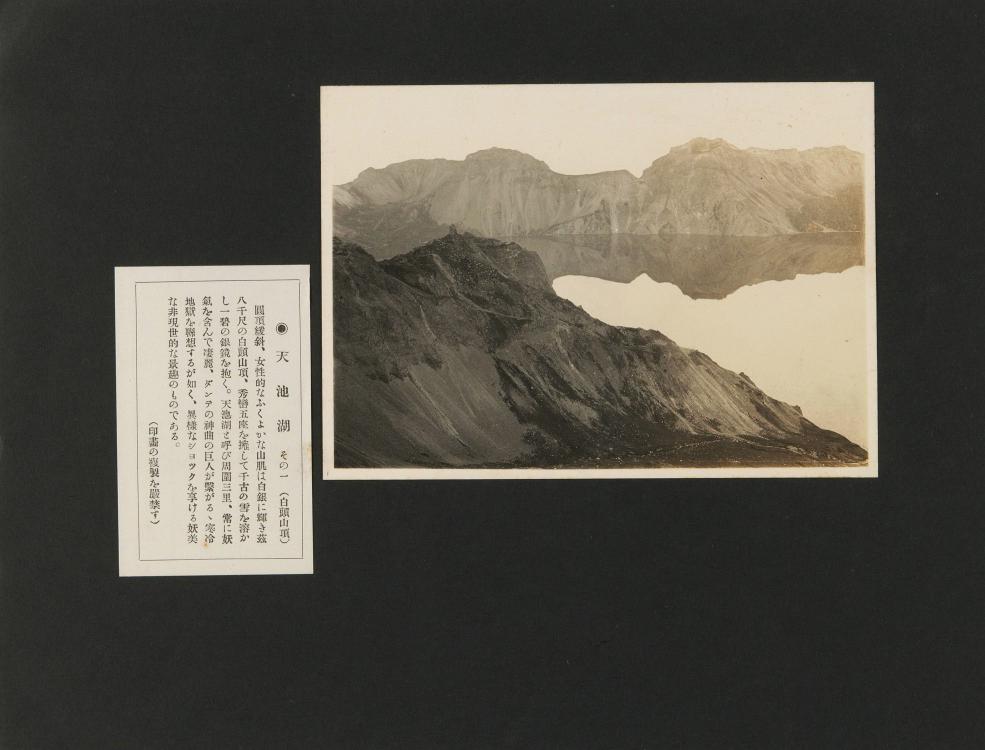 ◉天池湖 その一 (白頭山頂)
圓頂緩斜、女性的なふくよかな山肌は白銀に輝き茲
八千尺の白頭山頂、秀巒五座を擁して千古の雪を溶か
し一碧の銀鏡を抱く。天池湖と呼び周圍三里、常に妖
氣を含んで凄麗、ダンテの神曲の巨人が繫がるゝ寒冷
地獄を聯想するが如く、異樣なショックを享ける妖美
な非現世的な景趣のものである。
(印畵の複製を嚴禁す)